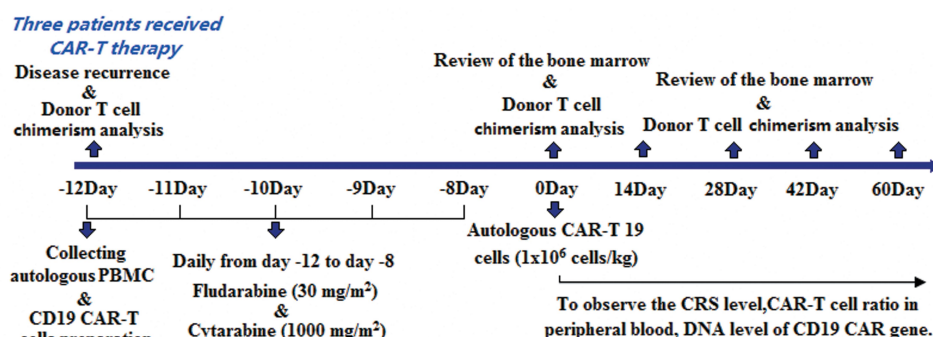 Three patients received
CAR-T therapy
Disease recurrence
&
Donor T cell
chimerism analysis
Review of the bone marrow
&
Donor T cell
chimerism analysis
Review of the bone marrow
&
Donor T cell chimerism analysis
-12Day -11Day -10Day -9Day -8Day 0Day 14Day 28Day 42Day 60Day
Collecting
autologous PBMC
&
CD19 CAR-T
cells preparation
Daily from day -12 to day -8
Fludarabine (30 mg/m²)
&
Cytarabine (1000 mg/m²)
Autologous CAR-T 19
cells (1x10⁶ cells/kg)
To observe the CRS level,CAR-T cell ratio in
peripheral blood, DNA level of CD19 CAR gene.